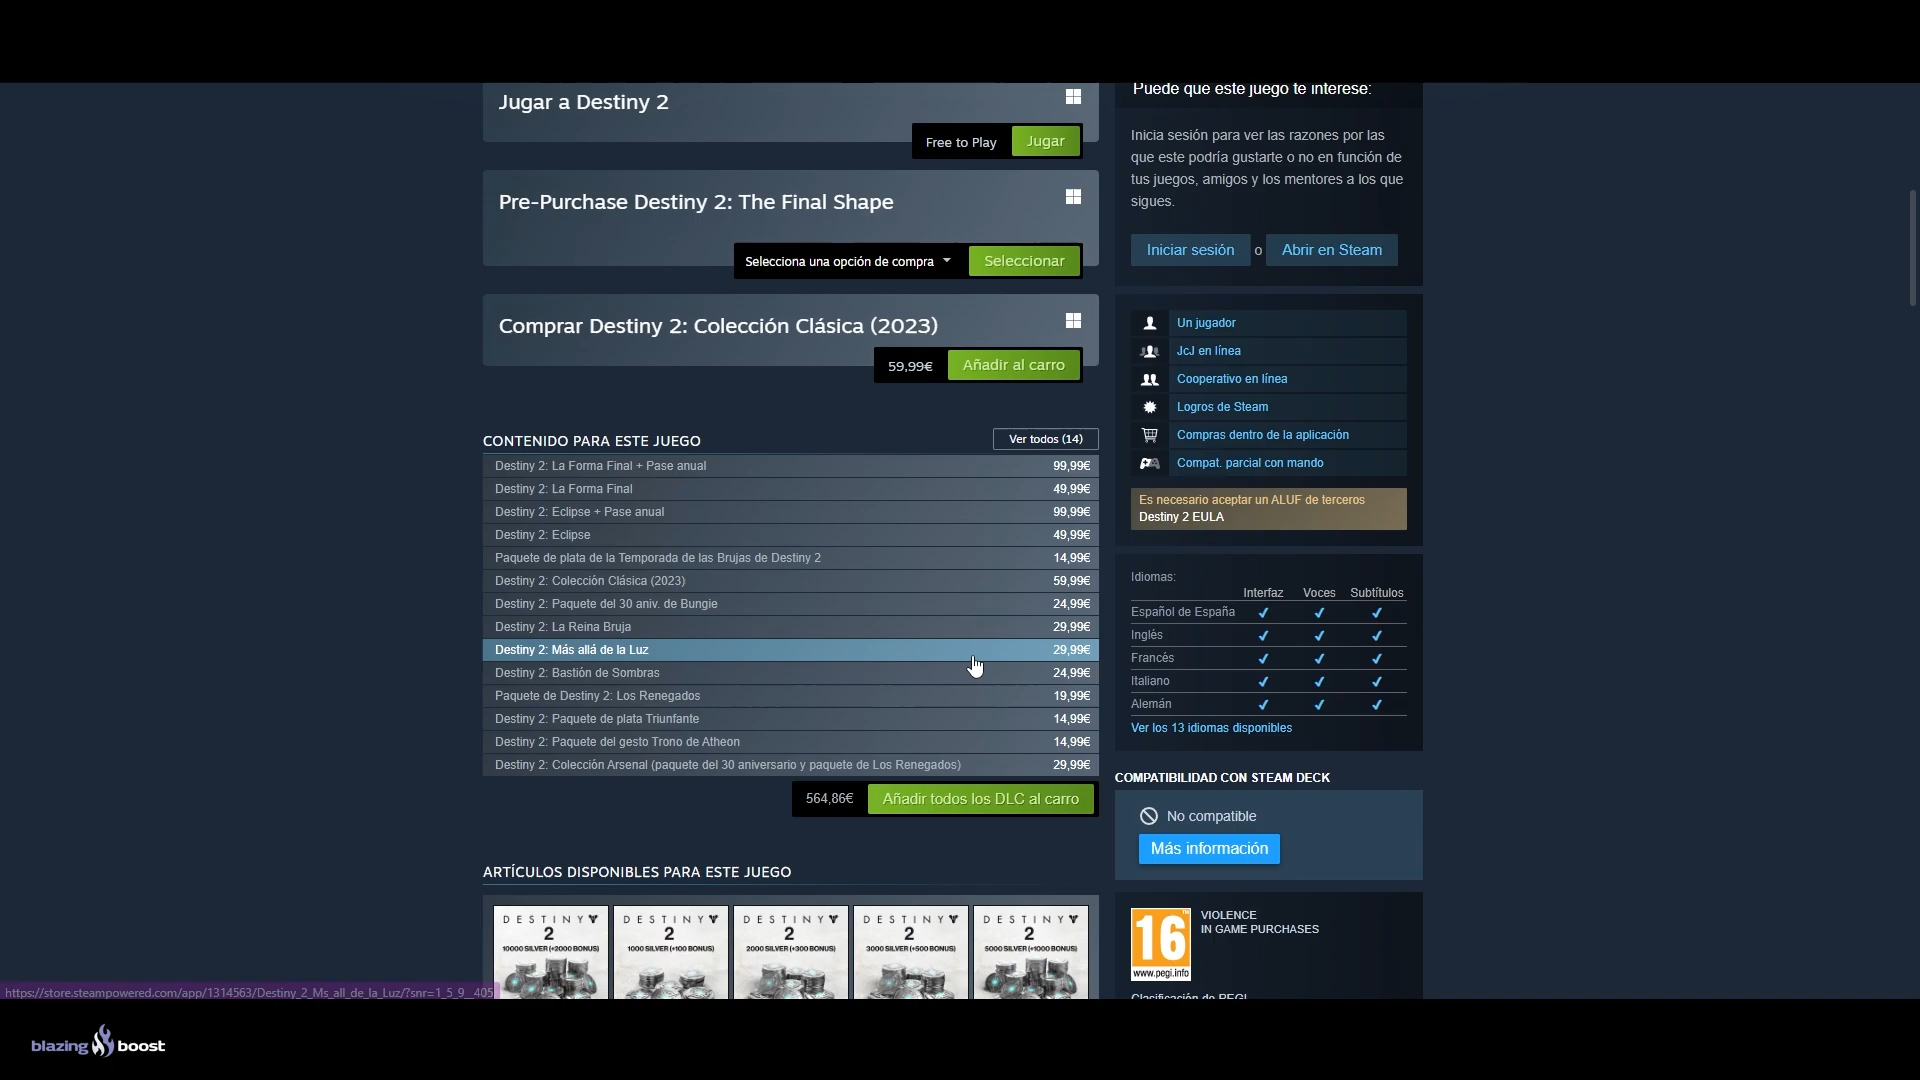 Jugar a Destiny 2
Free to Play
Jugar
Pre-Purchase Destiny 2: The Final Shape
Selecciona una opción de compra
Seleccionar
Comprar Destiny 2: Colección Clásica (2023)
59,99€
Añadir al carro
CONTENIDO PARA ESTE JUEGO
Ver todos (14)
Destiny 2: La Forma Final + Pase anual 99,99€
Destiny 2: La Forma Final 49,99€
Destiny 2: Eclipse + Pase anual 99,99€
Destiny 2: Eclipse 49,99€
Paquete de plata de la Temporada de las Brujas de Destiny 2 14,99€
Destiny 2: Colección Clásica (2023) 59,99€
Destiny 2: Paquete del 30 aniv. de Bungie 24,99€
Destiny 2: La Reina Bruja 29,99€
Destiny 2: Más allá de la Luz 29,99€
Destiny 2: Bastión de Sombras 24,99€
Paquete de Destiny 2: Los Renegados 19,99€
Destiny 2: Paquete de plata Triunfante 14,99€
Destiny 2: Paquete del gesto Trono de Atheon 14,99€
Destiny 2: Colección Arsenal (paquete del 30 aniversario y paquete de Los Renegados) 29,99€
564,86€
Añadir todos los DLC al carro
ARTÍCULOS DISPONIBLES PARA ESTE JUEGO
DESTINY
2
10000 SILVER (+2000 BONUS)
DESTINY
2
1000 SILVER (+100 BONUS)
DESTINY
2
2000 SILVER (+300 BONUS)
DESTINY
2
3000 SILVER (+500 BONUS)
DESTINY
2
5000 SILVER (+1000 BONUS)
Puede que este juego te interese:
Inicia sesión para ver las razones por las
que este podría gustarte o no en función de
tus juegos, amigos y los mentores a los que
sigues.
Iniciar sesión o Abrir en Steam
Un jugador
JcJ en línea
Cooperativo en línea
Logros de Steam
Compras dentro de la aplicación
Compat. parcial con mando
Es necesario aceptar un ALUF de terceros
Destiny 2 EULA
Idiomas:
Interfaz Voces Subtítulos
Español de España
Inglés
Francés
Italiano
Alemán
Ver los 13 idiomas disponibles
COMPATIBILIDAD CON STEAM DECK
No compatible
Más información
16
www.pegi.info
VIOLENCE
IN GAME PURCHASES
Clasificación de PEGI
https://store.steampowered.com/app/1314563/Destiny_2_Ms_all_de_la_Luz/?snr=1_5_9__405
blazing boost